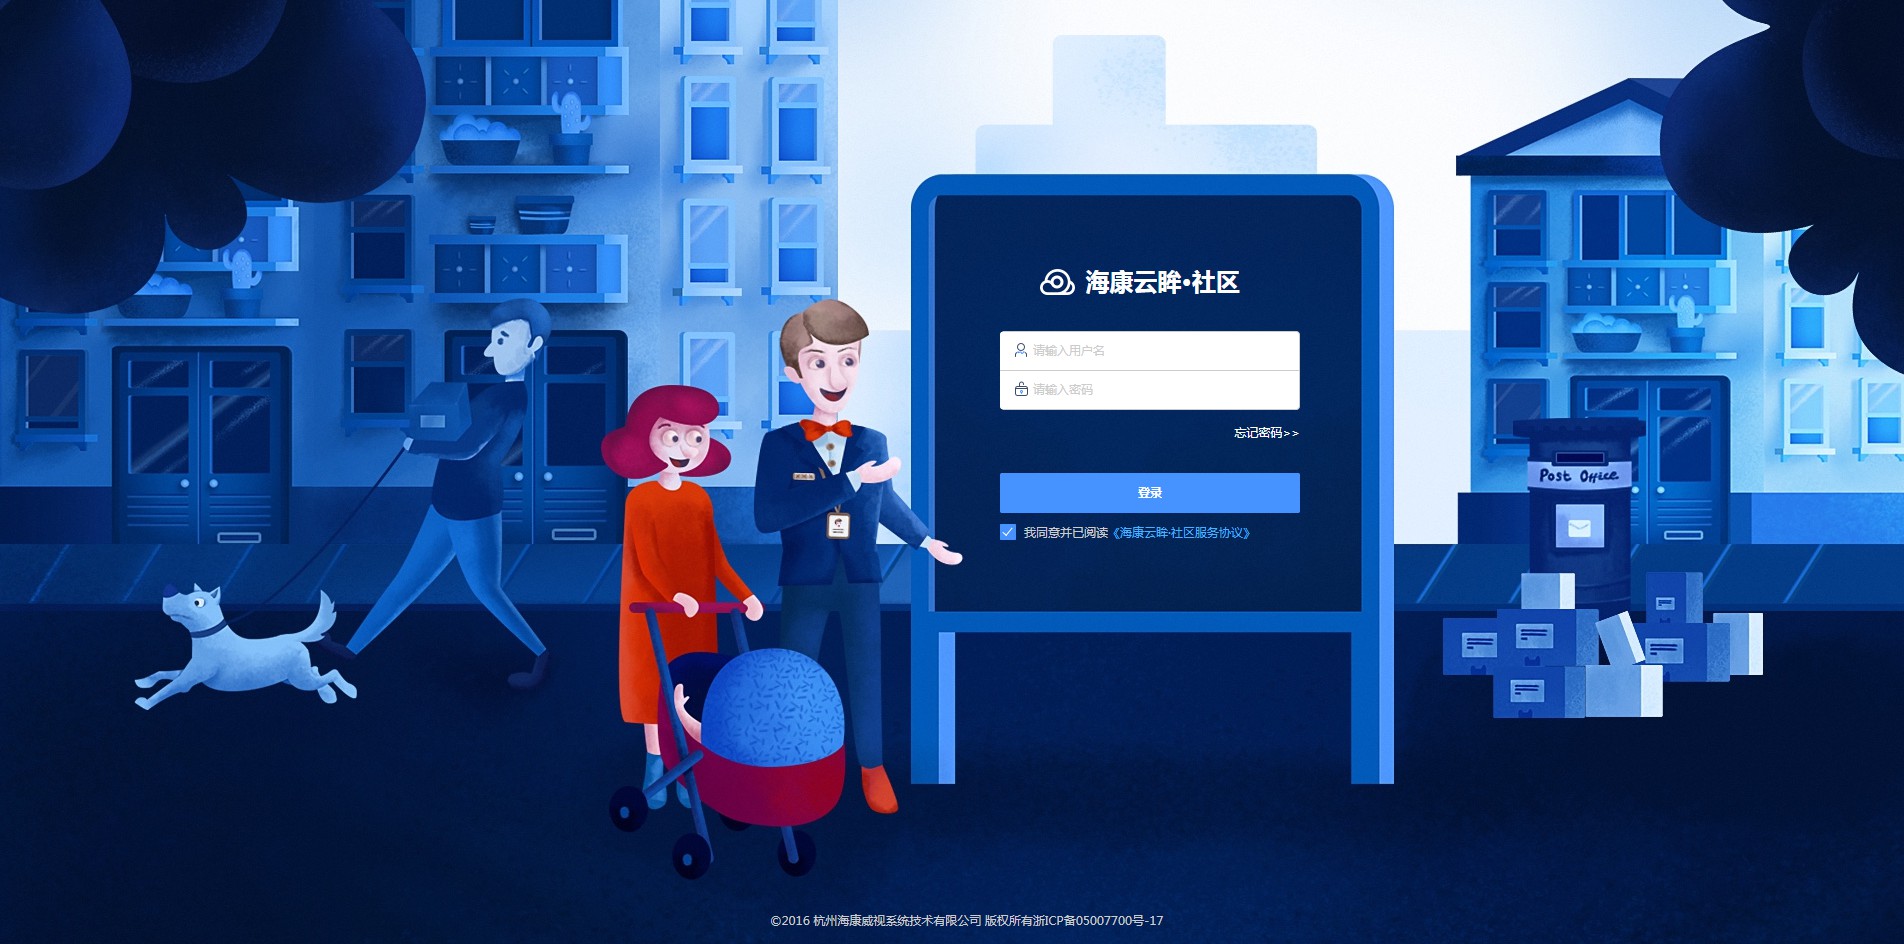 海康云眸·社区
请输入用户名
请输入密码
忘记密码>>
登录
我同意并已阅读《海康云眸·社区服务协议》
Post Office
©2016 杭州海康威视系统技术有限公司 版权所有浙ICP备05007700号-17